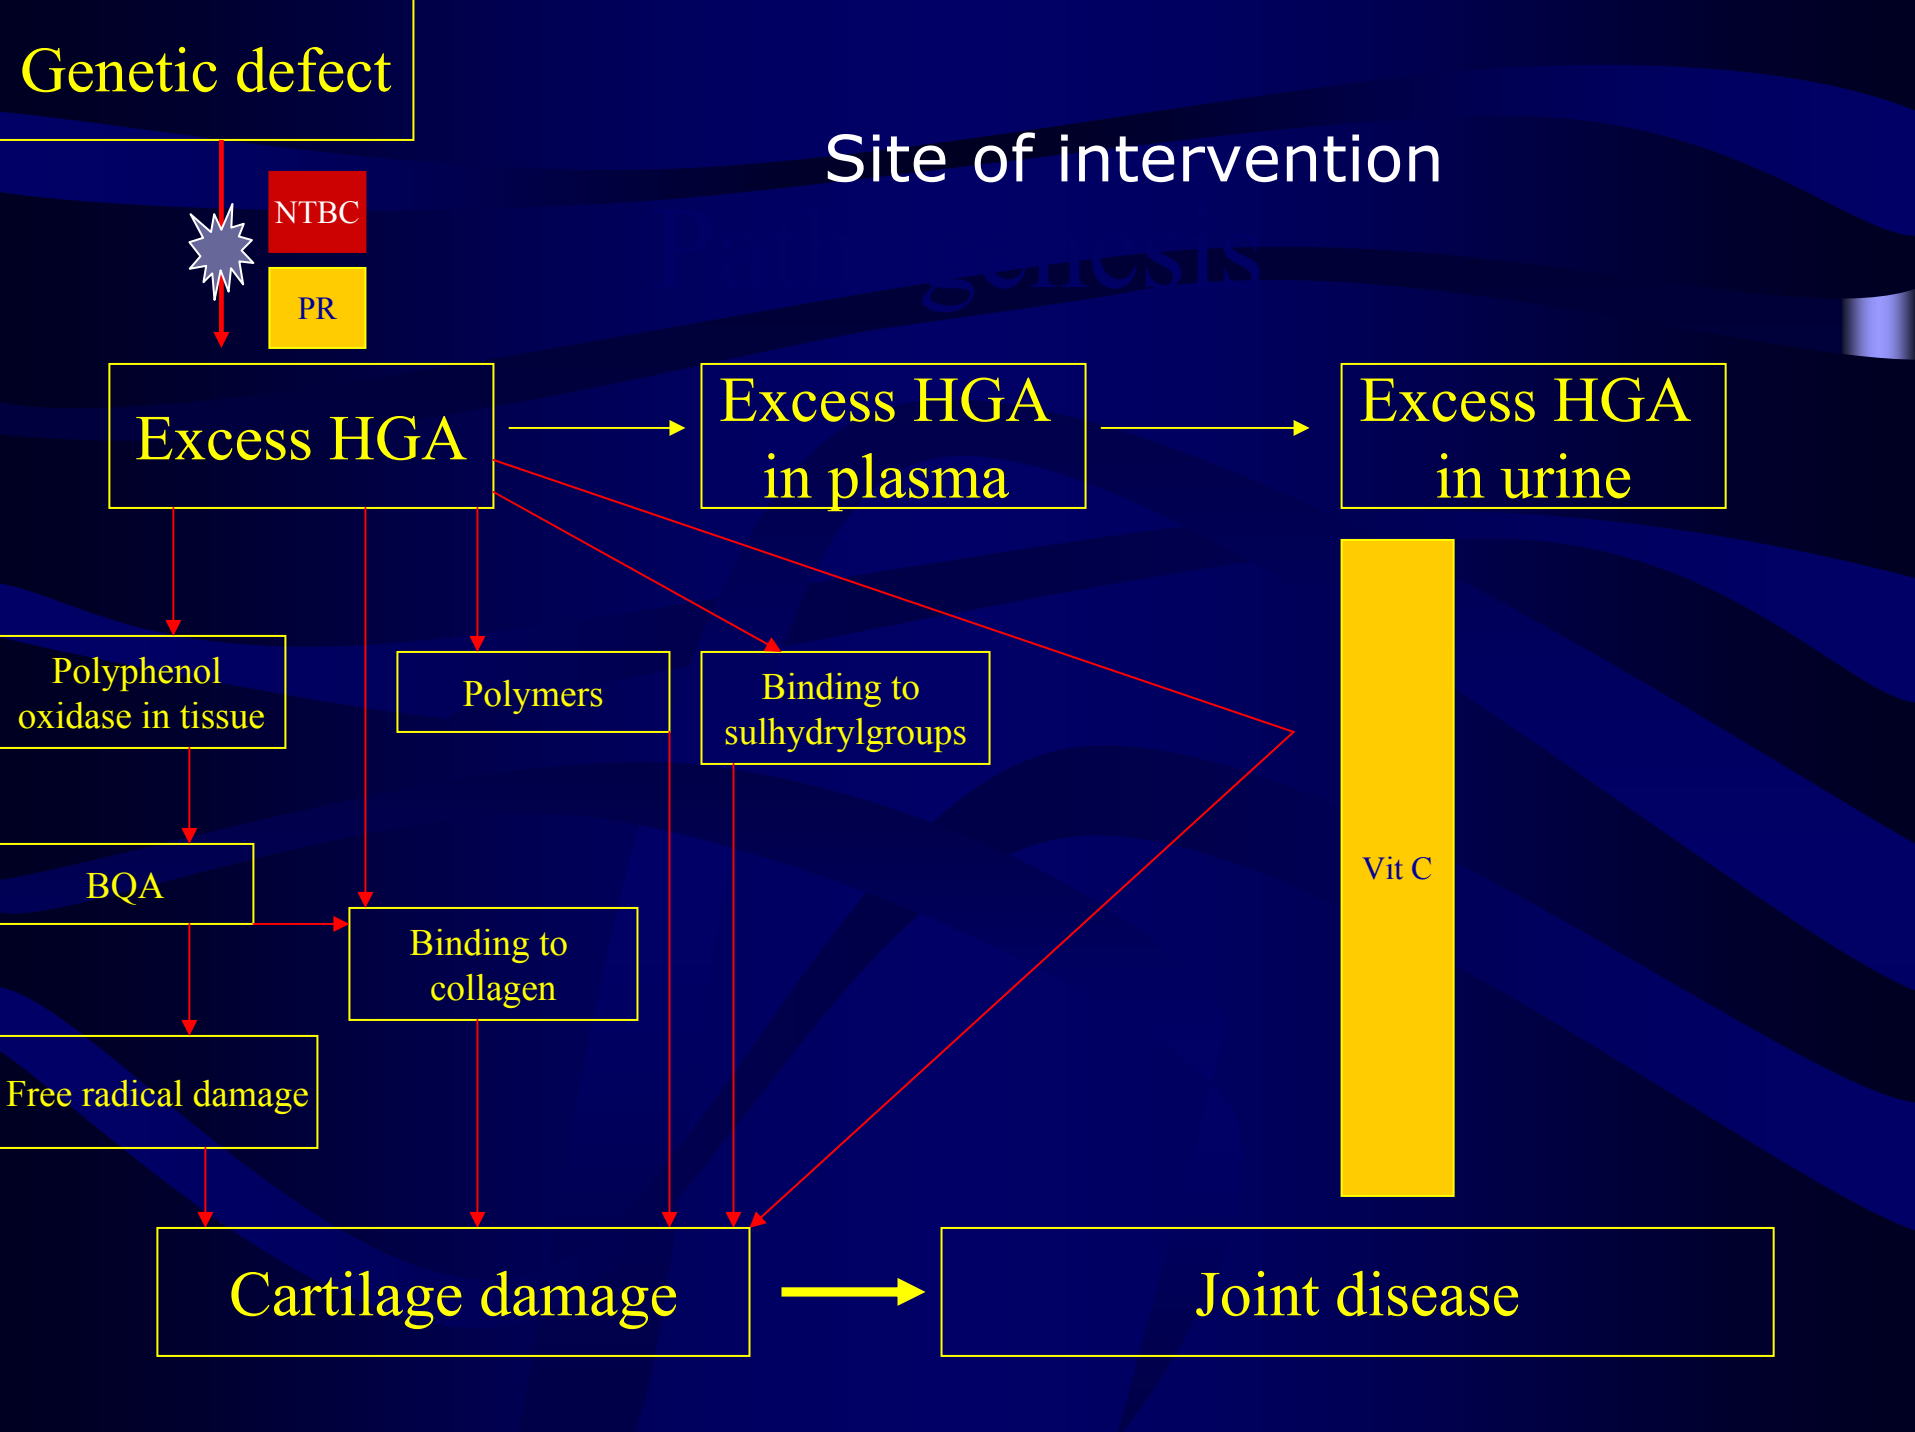 Genetic defect
Site of intervention
Pathogenesis
NTBC
PR
Excess HGA
Excess HGA
in plasma
Excess HGA
in urine
Polyphenol
oxidase in tissue
Polymers
Binding to
sulhydrylgroups
BQA
Vit C
Binding to
collagen
Free radical damage
Cartilage damage
Joint disease